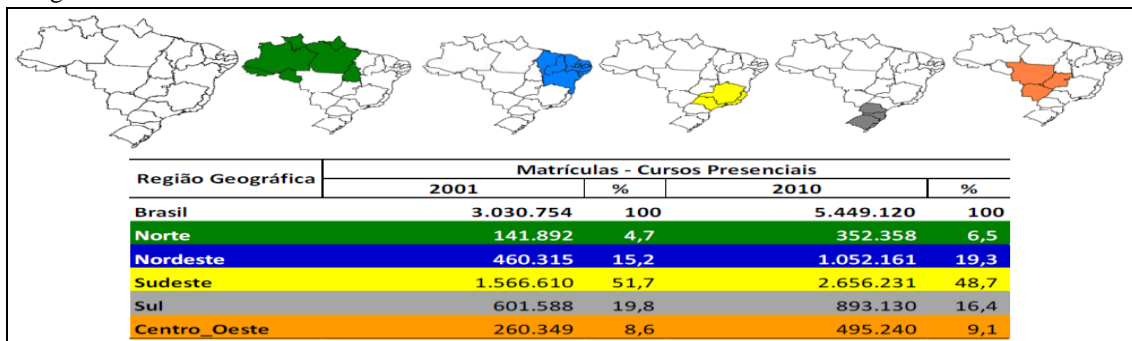 Matrículas - Cursos Presenciais
Região Geográfica
2001 % 2010 %
Brasil 3.030.754 100 5.449.120 100
Norte 141.892 4,7 352.358 6,5
Nordeste 460.315 15,2 1.052.161 19,3
Sudeste 1.566.610 51,7 2.656.231 48,7
Sul 601.588 19,8 893.130 16,4
Centro_Oeste 260.349 8,6 495.240 9,1